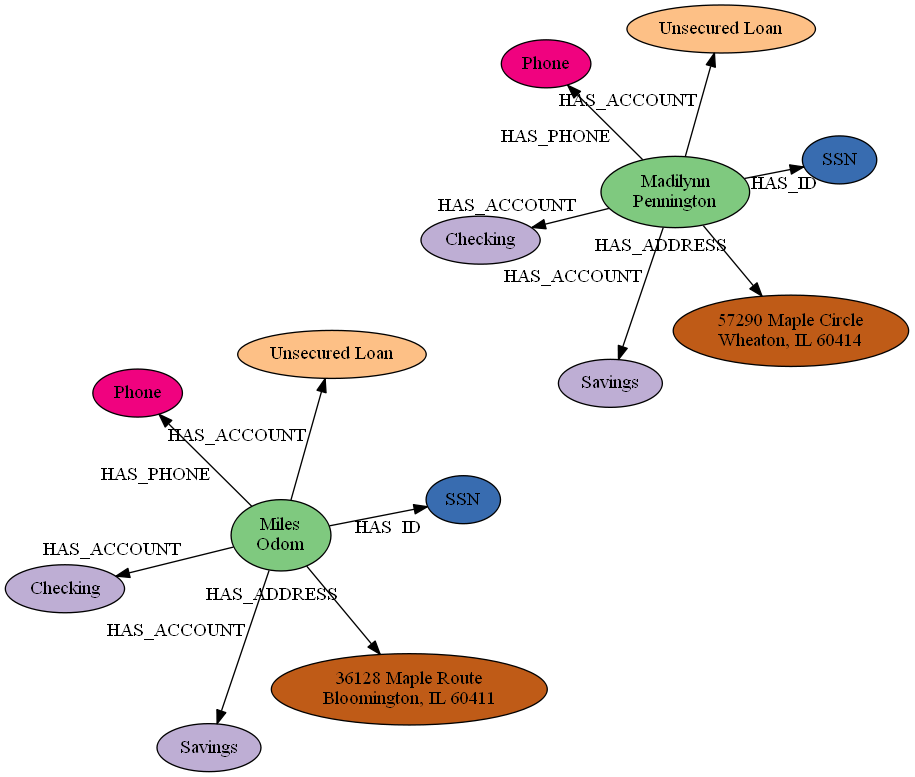 Unsecured Loan
Phone
HAS_ACCOUNT
HAS_PHONE
SSN
HAS_ID
Madilynn
Pennington
HAS_ACCOUNT
Checking
HAS_ADDRESS
HAS_ACCOUNT
57290 Maple Circle
Wheaton, IL 60414
Savings
Unsecured Loan
Phone
HAS_ACCOUNT
HAS_PHONE
SSN
HAS_ID
Miles
Odom
HAS_ACCOUNT
Checking
HAS_ADDRESS
HAS_ACCOUNT
36128 Maple Route
Bloomington, IL 60411
Savings